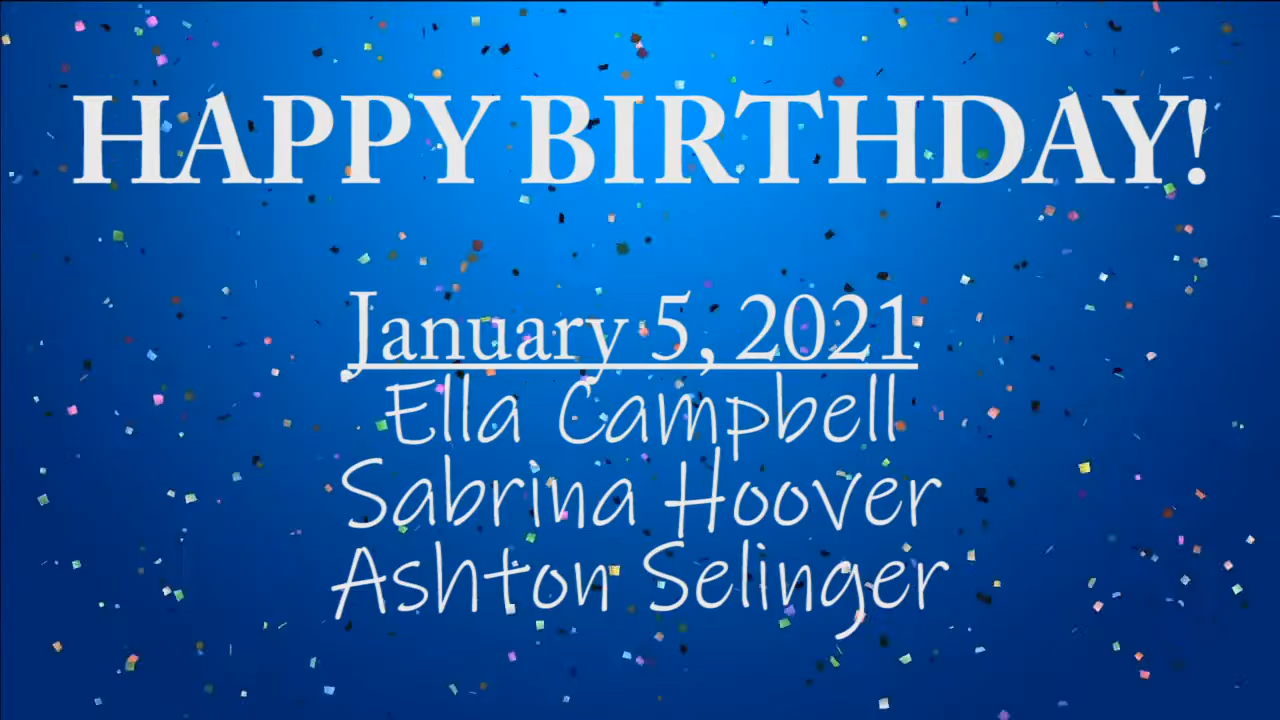 HAPPY BIRTHDAY!
January 5, 2021
Ella Campbell
Sabrina Hoover
Ashton Selinger